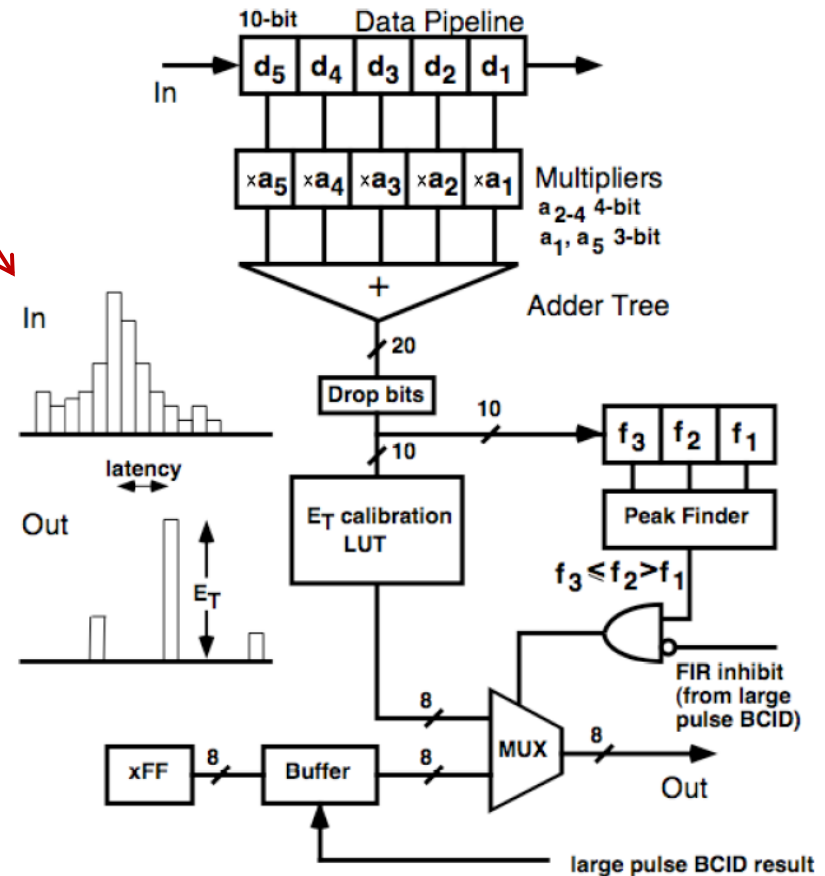 10-bit Data Pipeline
In
d5 d4 d3 d2 d1
×a5 ×a4 ×a3 ×a2 ×a1
Multipliers
a2-4 4-bit
a1, a5 3-bit
+
Adder Tree
In
20
Drop bits
10
10
f3 f2 f1
latency
ET calibration
LUT
Peak Finder
Out
ET
f3 ≤ f2 > f1
FIR inhibit
(from large
pulse BCID)
8
MUX
8
Out
xFF
8
Buffer
8
large pulse BCID result